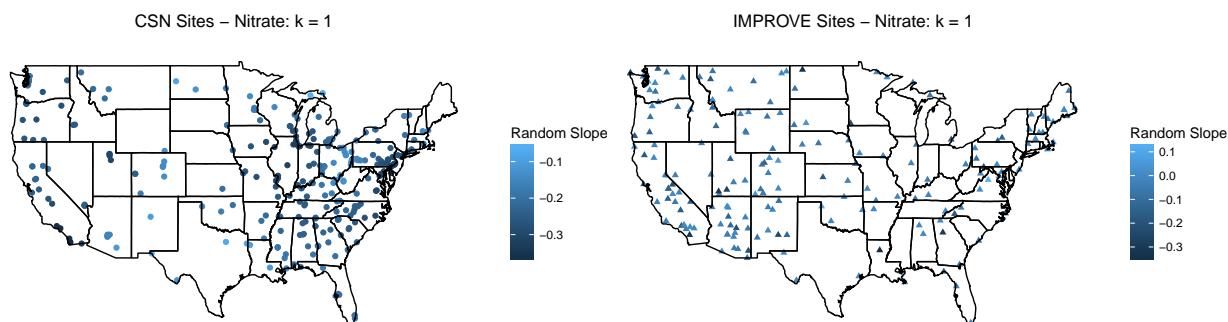 CSN Sites − Nitrate: k = 1
Random Slope
−0.1
−0.2
−0.3
IMPROVE Sites − Nitrate: k = 1
Random Slope
0.1
0.0
−0.1
−0.2
−0.3